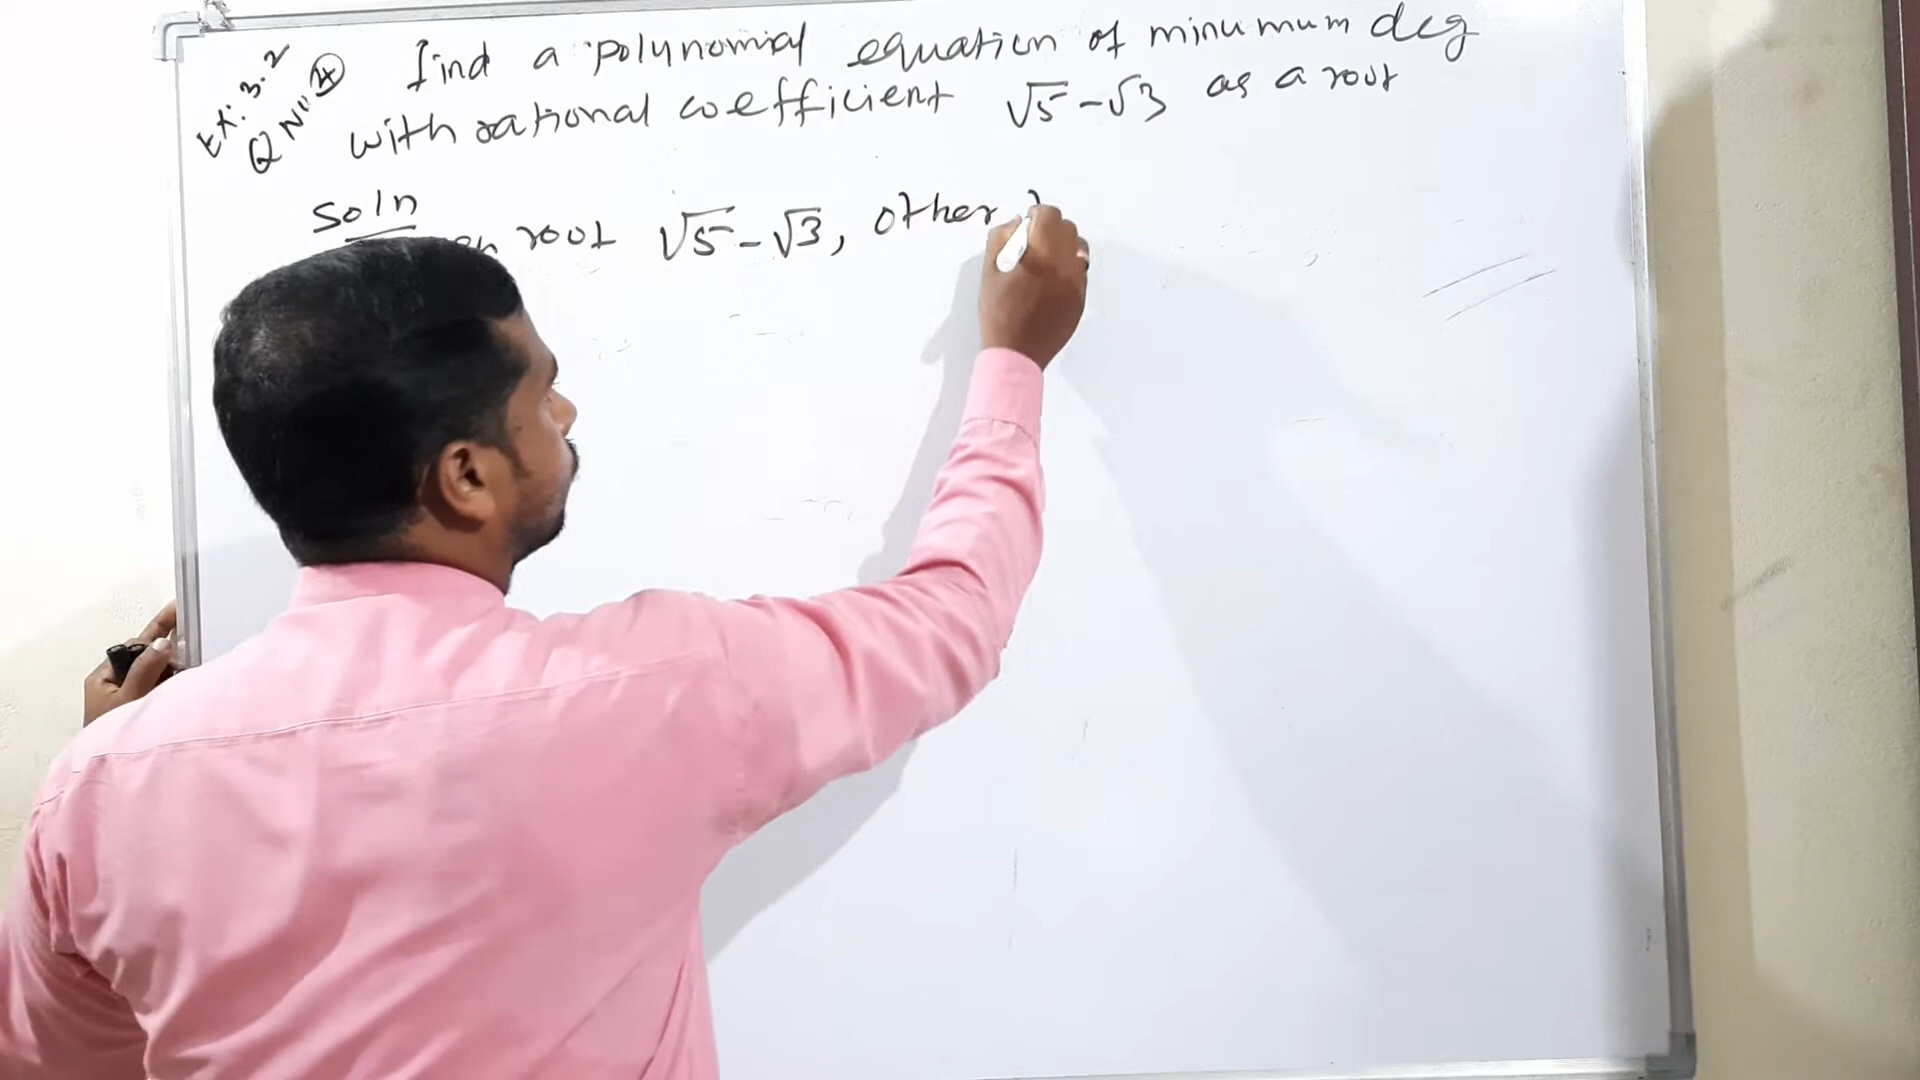 Ex: 3.2
Q No 4 find a polynomial equation of minumum deg
with rational coefficient √5 - √3 as a root
Soln
root √5 - √3, other